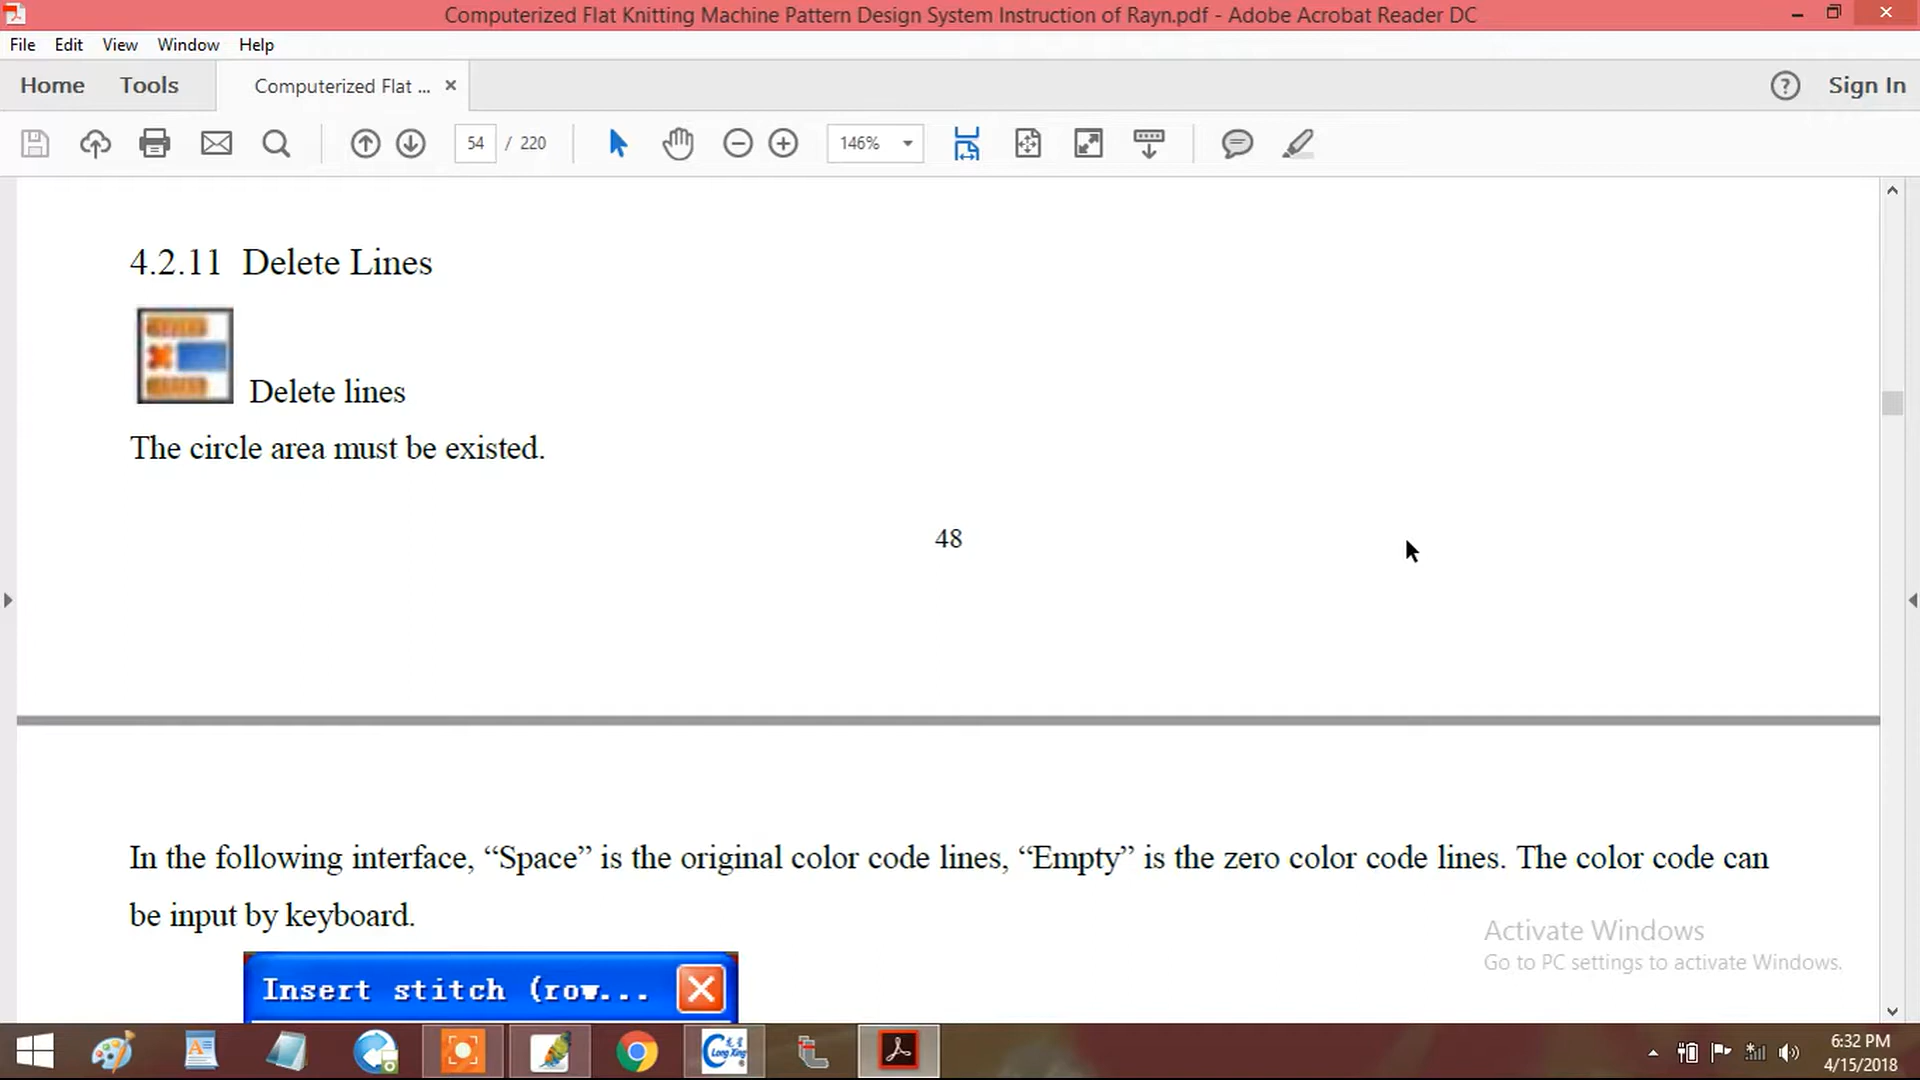 Computerized Flat Knitting Machine Pattern Design System Instruction of Rayn.pdf - Adobe Acrobat Reader DC
File Edit View Window Help
Home Tools Computerized Flat ... Sign In
54 / 220 146%
4.2.11 Delete Lines
Delete lines
The circle area must be existed.
48
In the following interface, “Space” is the original color code lines, “Empty” is the zero color code lines. The color code can
be input by keyboard.
Activate Windows
Go to PC settings to activate Windows.
Insert stitch (row...
Long Xing
6:32 PM
4/15/2018